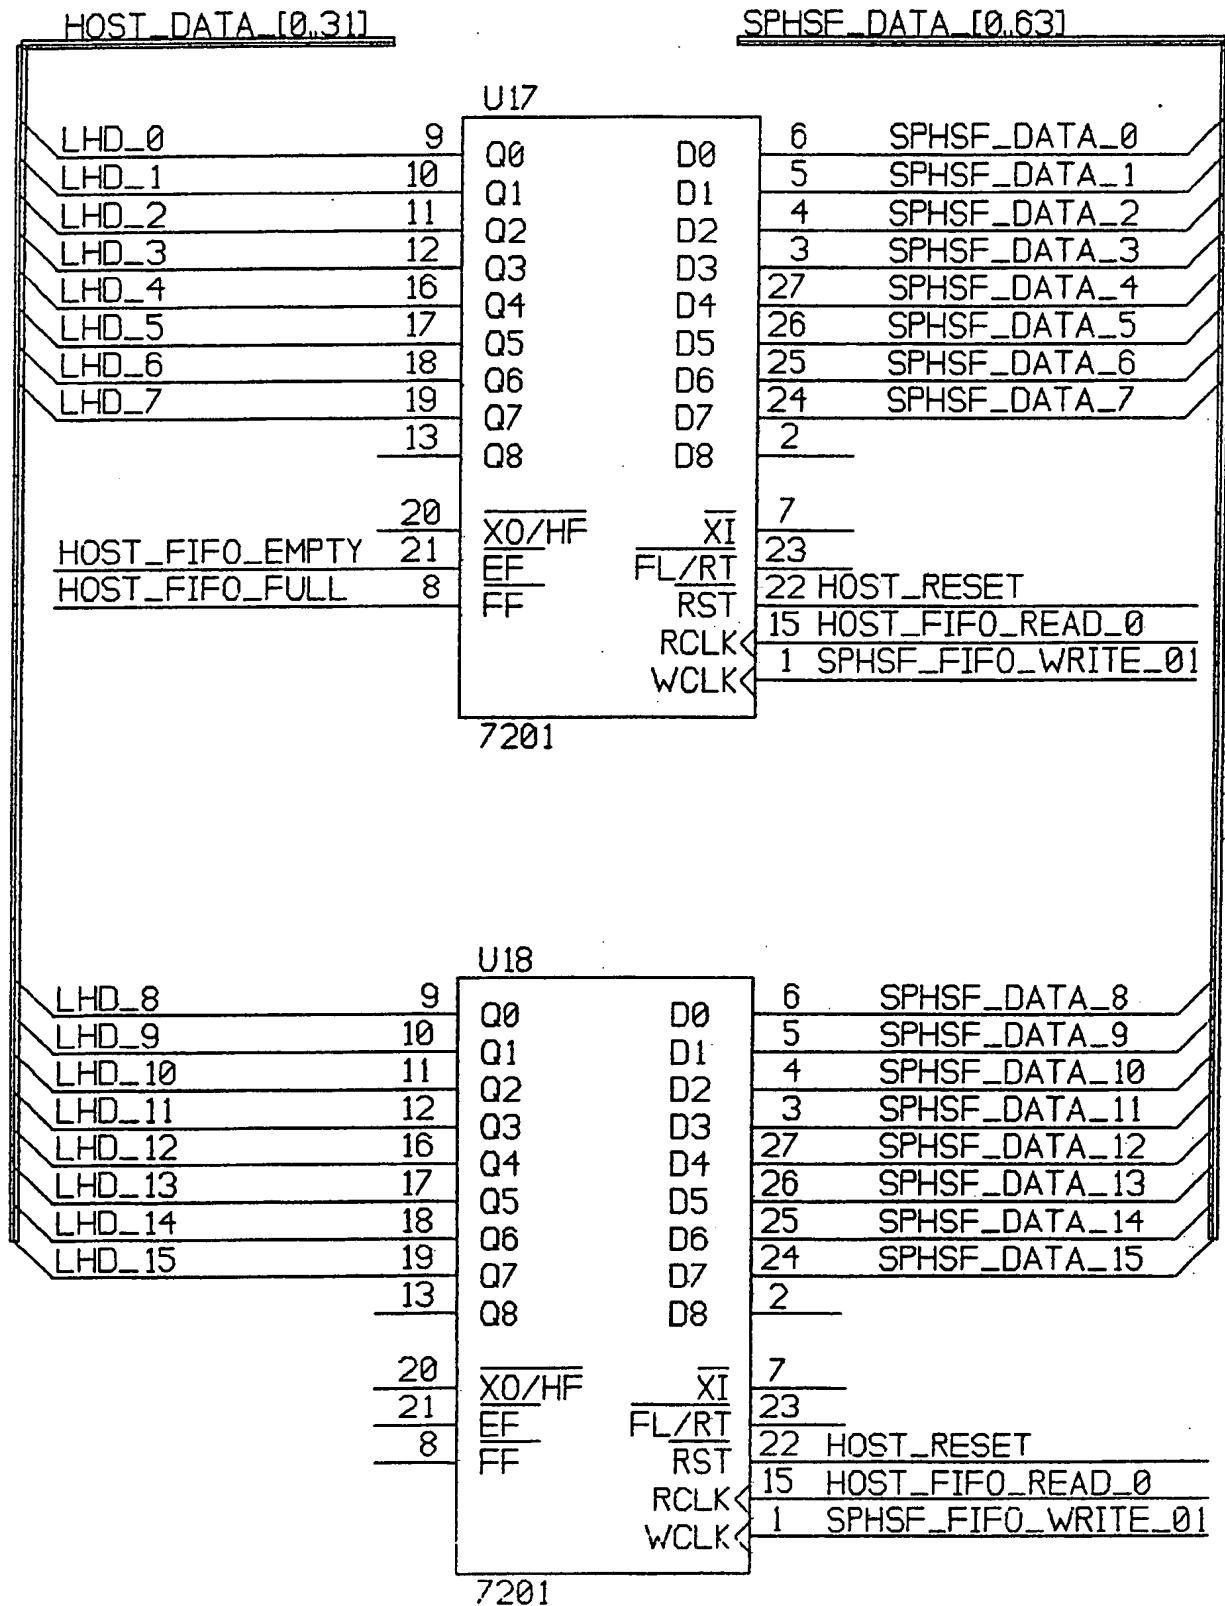 HOST_DATA_[0..31] SPHSF_DATA_[0..63]
U17
LHD_0 9 Q0 D0 6 SPHSF_DATA_0
LHD_1 10 Q1 D1 5 SPHSF_DATA_1
LHD_2 11 Q2 D2 4 SPHSF_DATA_2
LHD_3 12 Q3 D3 3 SPHSF_DATA_3
LHD_4 16 Q4 D4 27 SPHSF_DATA_4
LHD_5 17 Q5 D5 26 SPHSF_DATA_5
LHD_6 18 Q6 D6 25 SPHSF_DATA_6
LHD_7 19 Q7 D7 24 SPHSF_DATA_7
13 Q8 D8 2
20 XO/HF XI 7
HOST_FIFO_EMPTY 21 EF FL/RT 23
HOST_FIFO_FULL 8 FF RST 22 HOST_RESET
RCLK 15 HOST_FIFO_READ_0
WCLK 1 SPHSF_FIFO_WRITE_01
7201
U18
LHD_8 9 Q0 D0 6 SPHSF_DATA_8
LHD_9 10 Q1 D1 5 SPHSF_DATA_9
LHD_10 11 Q2 D2 4 SPHSF_DATA_10
LHD_11 12 Q3 D3 3 SPHSF_DATA_11
LHD_12 16 Q4 D4 27 SPHSF_DATA_12
LHD_13 17 Q5 D5 26 SPHSF_DATA_13
LHD_14 18 Q6 D6 25 SPHSF_DATA_14
LHD_15 19 Q7 D7 24 SPHSF_DATA_15
13 Q8 D8 2
20 XO/HF XI 7
21 EF FL/RT 23
8 FF RST 22 HOST_RESET
RCLK 15 HOST_FIFO_READ_0
WCLK 1 SPHSF_FIFO_WRITE_01
7201